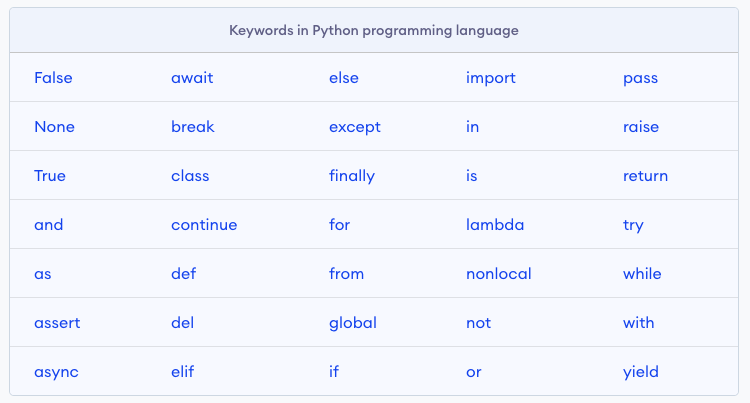 Keywords in Python programming language
False await else import pass
None break except in raise
True class finally is return
and continue for lambda try
as def from nonlocal while
assert del global not with
async elif if or yield